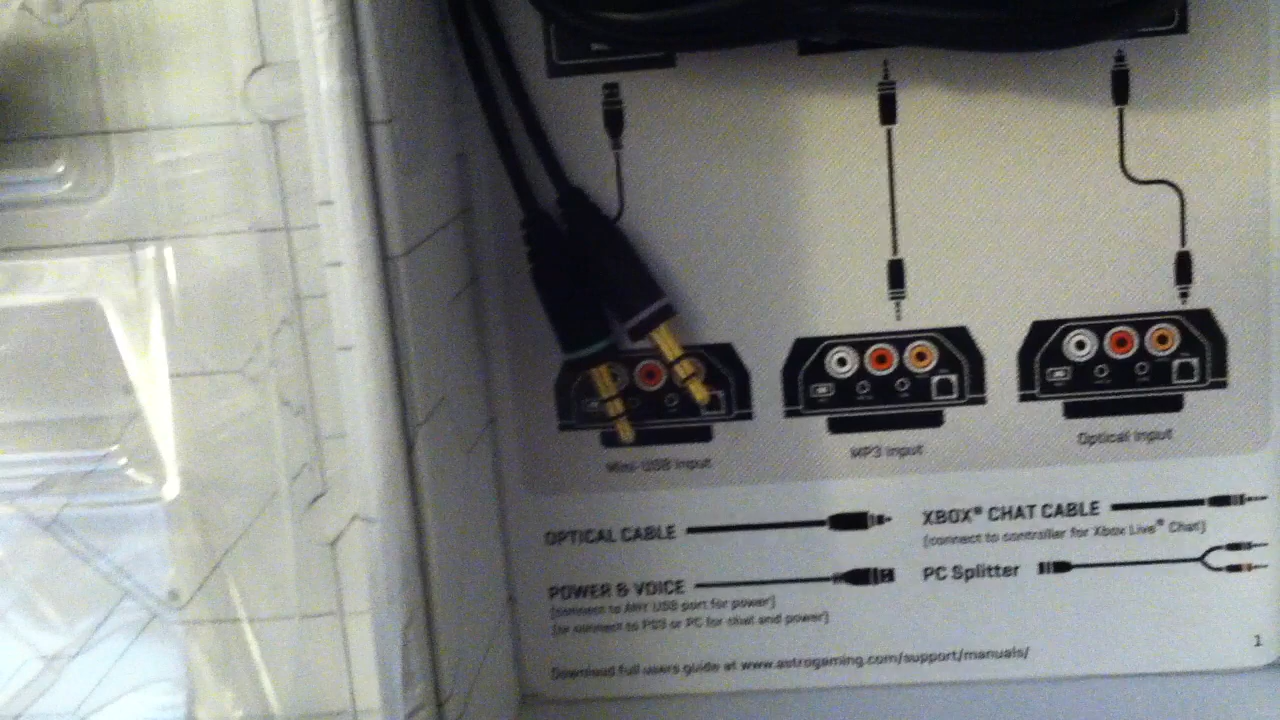 Mini-USB Input
MP3 Input
Optical Input
OPTICAL CABLE
XBOX® CHAT CABLE
[connect to controller for Xbox Live® Chat]
POWER & VOICE
PC Splitter
[connect to ANY USB port for power]
[or connect to PS3 or PC for chat and power]
Download full users guide at www.astrogaming.com/support/manuals/
1